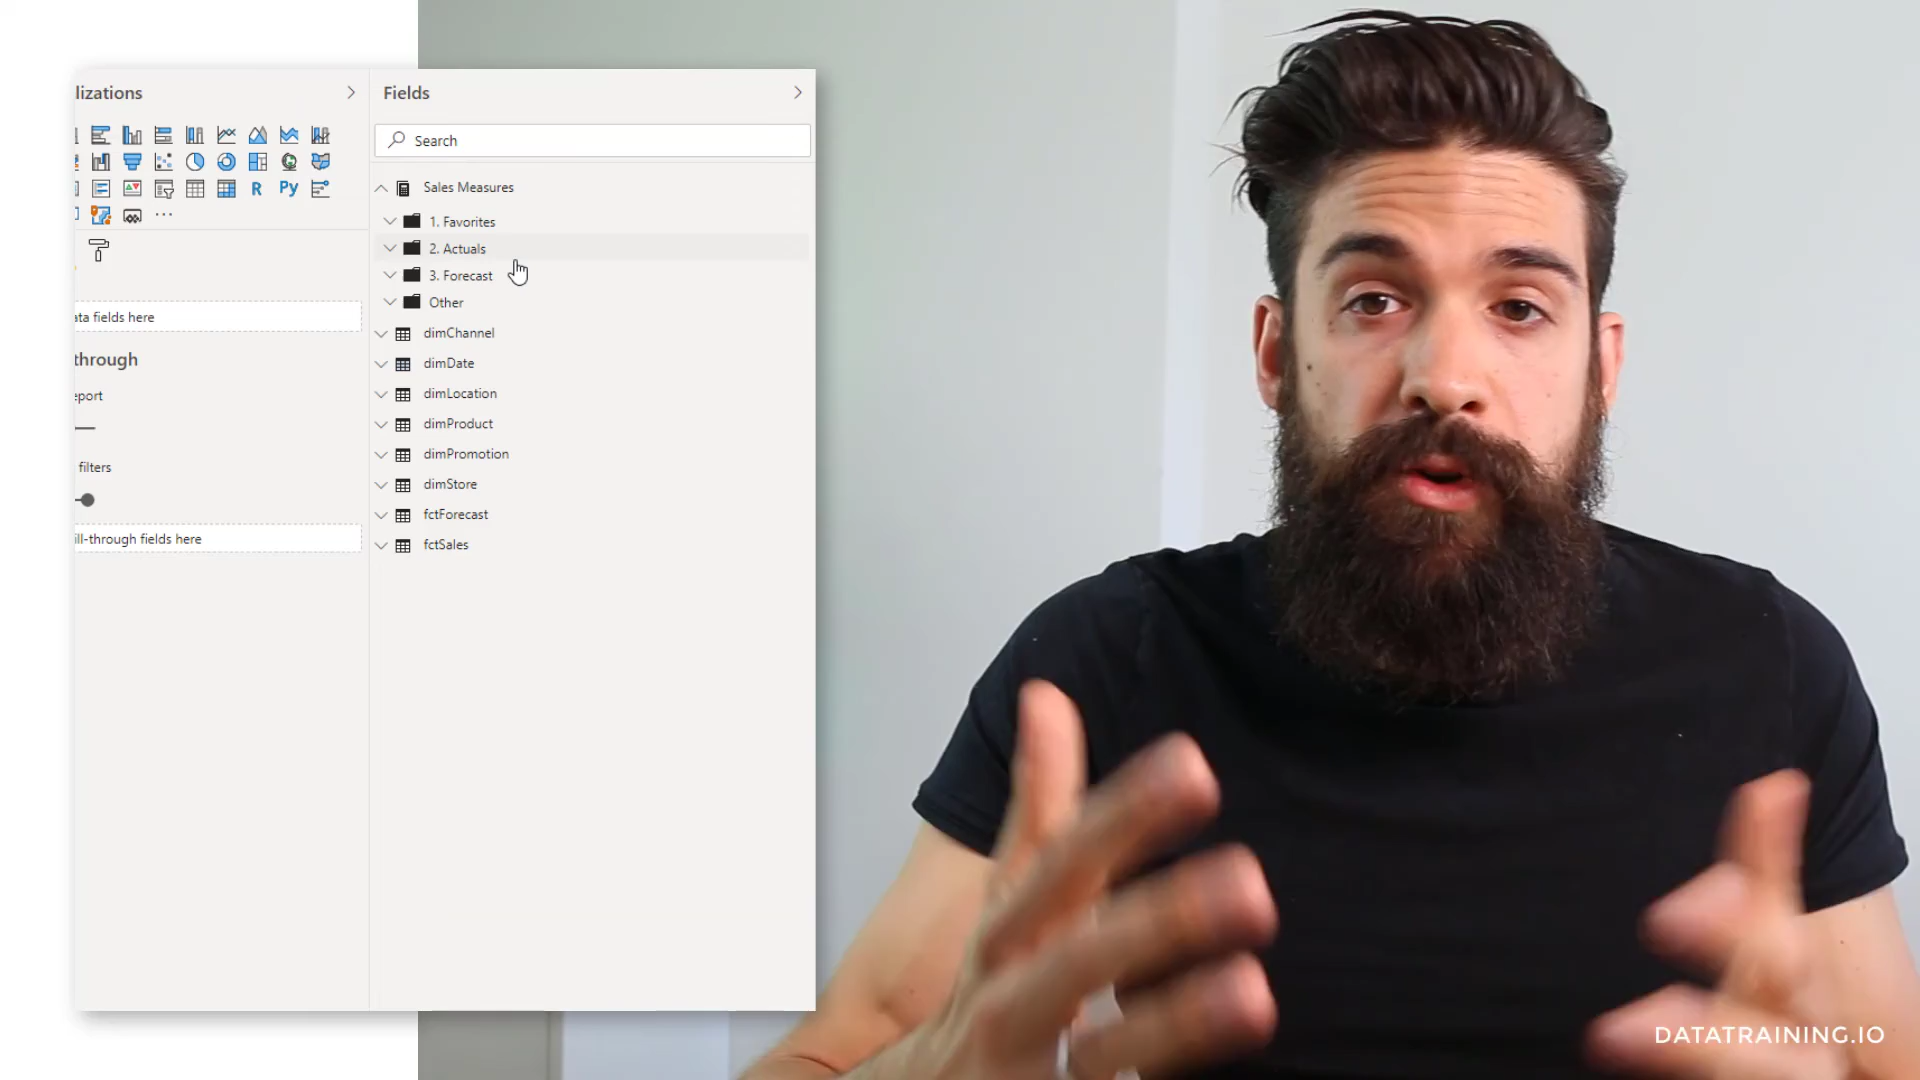 lizations
Fields
Search
Sales Measures
1. Favorites
2. Actuals
3. Forecast
Other
dimChannel
dimDate
dimLocation
dimProduct
dimPromotion
dimStore
fctForecast
fctSales
R
Py
ata fields here
through
eport
filters
ill-through fields here
DATATRAINING.IO